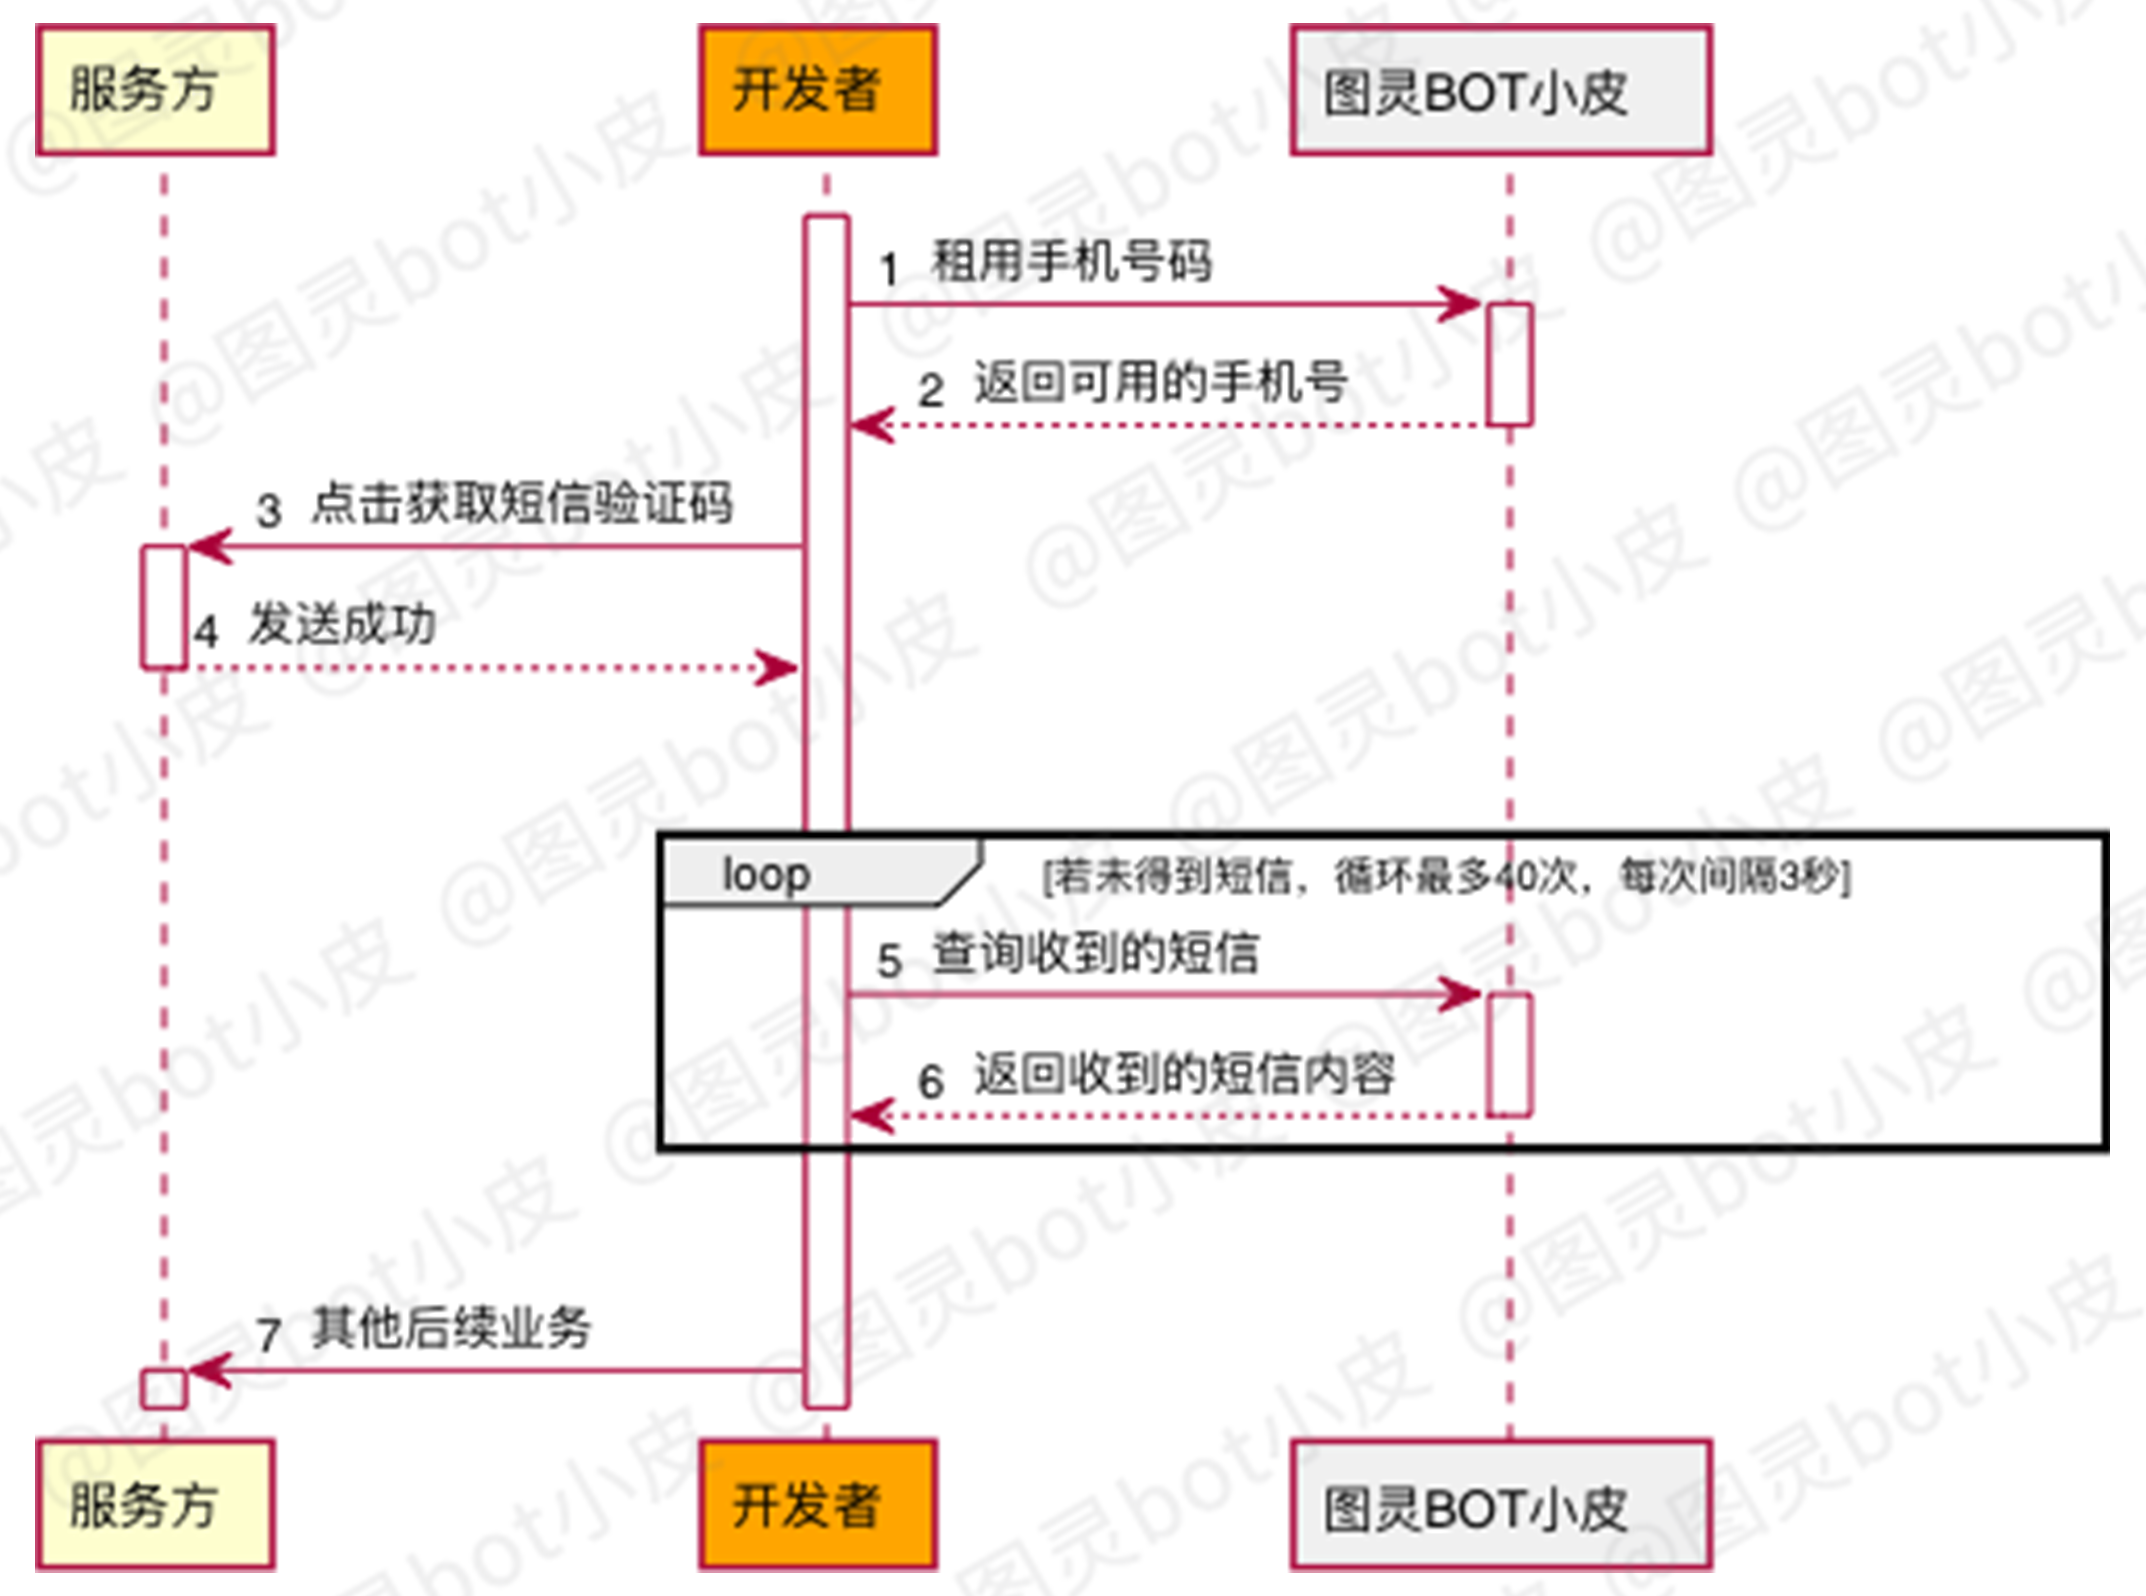 服务方
开发者
图灵BOT小皮
1 租用手机号码
2 返回可用的手机号
3 点击获取短信验证码
4 发送成功
loop
[若未得到短信，循环最多40次，每次间隔3秒]
5 查询收到的短信
6 返回收到的短信内容
7 其他后续业务
服务方
开发者
图灵BOT小皮
@图灵bot小皮